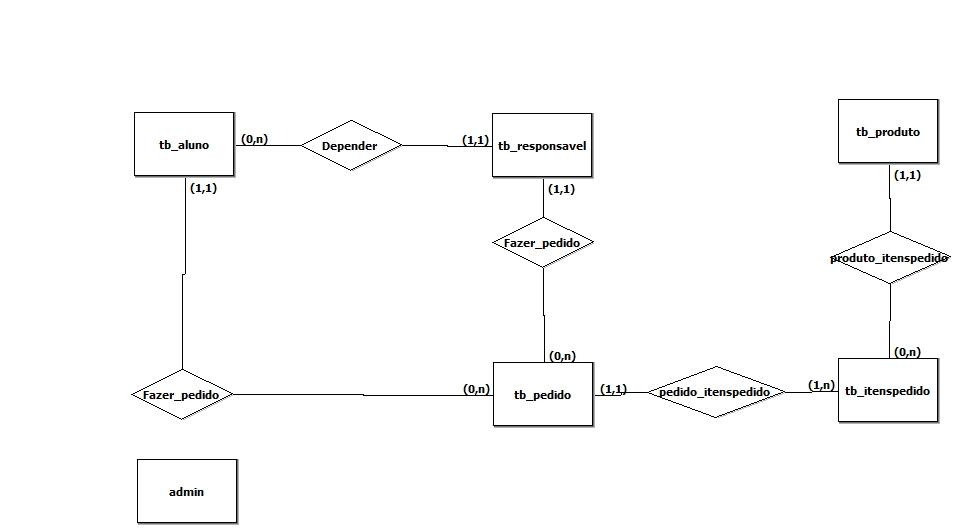 tb_aluno
(0,n)
Depender
(1,1)
tb_responsavel
tb_produto
(1,1)
(1,1)
(1,1)
Fazer_pedido
produto_itenspedido
(0,n)
(0,n)
Fazer_pedido
(0,n)
tb_pedido
(1,1)
pedido_itenspedido
(1,n)
tb_itenspedido
admin